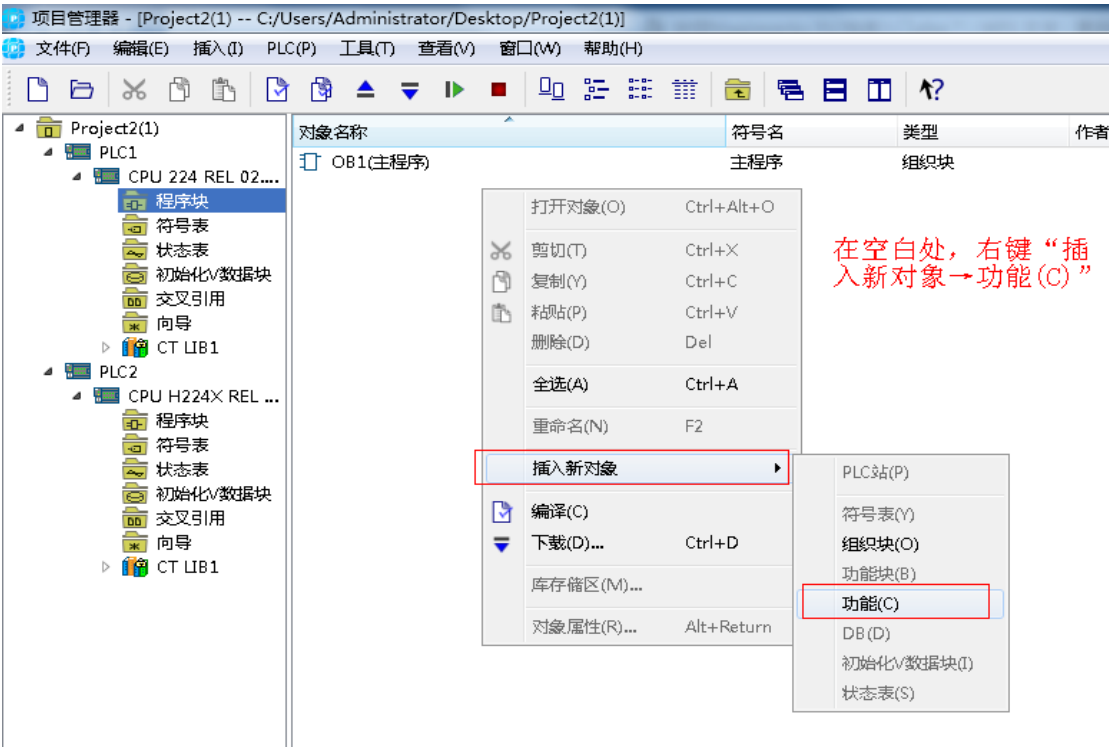 项目管理器 - [Project2(1) -- C:/Users/Administrator/Desktop/Project2(1)]
文件(F) 编辑(E) 插入(I) PLC(P) 工具(T) 查看(V) 窗口(W) 帮助(H)
Project2(1)
PLC1
CPU 224 REL 02....
程序块
符号表
状态表
初始化V数据块
交叉引用
向导
CT LIB1
PLC2
CPU H224X REL ...
程序块
符号表
状态表
初始化V数据块
交叉引用
向导
CT LIB1
对象名称 符号名 类型 作者
OB1(主程序) 主程序 组织块
打开对象(O) Ctrl+Alt+O
剪切(T) Ctrl+X
复制(Y) Ctrl+C
粘贴(P) Ctrl+V
删除(D) Del
全选(A) Ctrl+A
重命名(N) F2
插入新对象
编译(C)
下载(D)... Ctrl+D
库存储区(M)...
对象属性(R)... Alt+Return
PLC站(P)
符号表(Y)
组织块(O)
功能块(B)
功能(C)
DB(D)
初始化V数据块(I)
状态表(S)
在空白处，右键“插
入新对象→功能(C)”